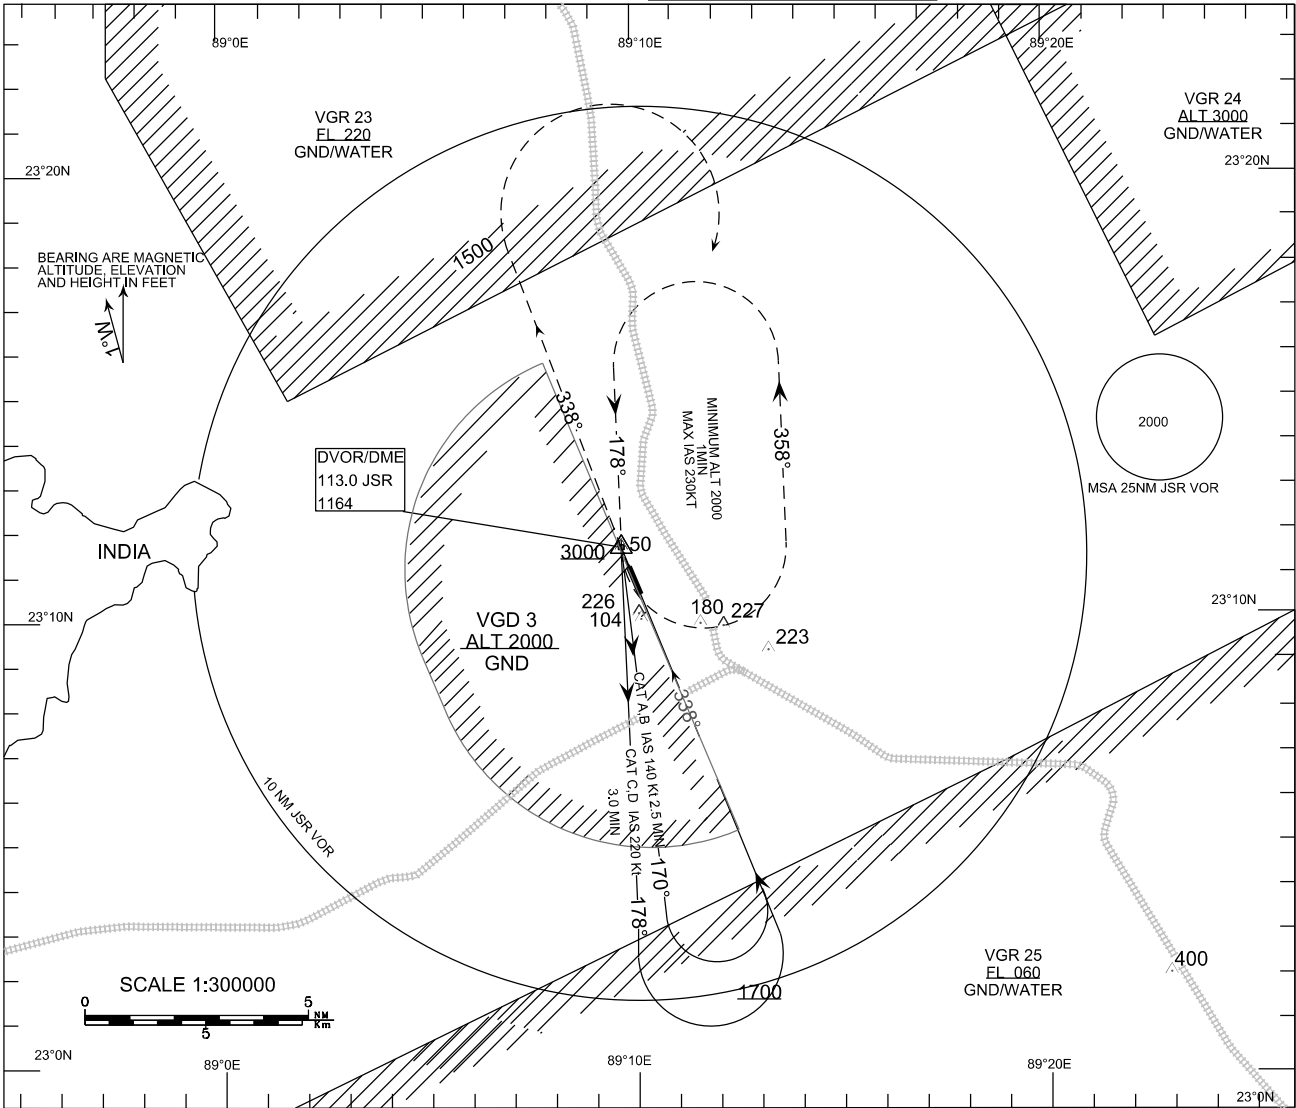 89°0E
89°10E
89°20E
VGR 23
FL 220
GND/WATER
VGR 24
ALT 3000
GND/WATER
23°20N
23°20N
1500
BEARING ARE MAGNETIC
ALTITUDE, ELEVATION
AND HEIGHT IN FEET
1°W
338°
178°
MINIMUM ALT 2000
1MIN
MAX IAS 230KT
358°
2000
MSA 25NM JSR VOR
DVOR/DME
113.0 JSR
1164
INDIA
3000
50
23°10N
23°10N
226
104
180
227
223
VGD 3
ALT 2000
GND
338°
CAT A,B IAS 140 Kt 2.5 MIN
170°
CAT C,D IAS 220 Kt
3.0 MIN
178°
10 NM JSR VOR
1700
VGR 25
FL 060
GND/WATER
400
SCALE 1:300000
0
5
NM
Km
5
23°0N
89°0E
89°10E
89°20E
23°0N